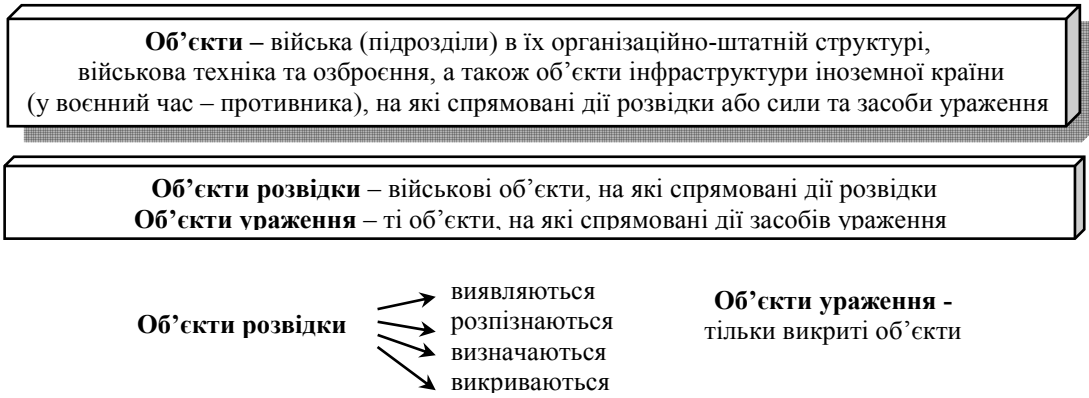 Об’єкти – війська (підрозділи) в їх організаційно-штатній структурі,
військова техніка та озброєння, а також об’єкти інфраструктури іноземної країни
(у воєнний час – противника), на які спрямовані дії розвідки або сили та засоби ураження
Об’єкти розвідки – військові об’єкти, на які спрямовані дії розвідки
Об’єкти ураження – ті об’єкти, на які спрямовані дії засобів ураження
Об’єкти розвідки
виявляються
розпізнаються
визначаються
викриваються
Об’єкти ураження -
тільки викриті об’єкти